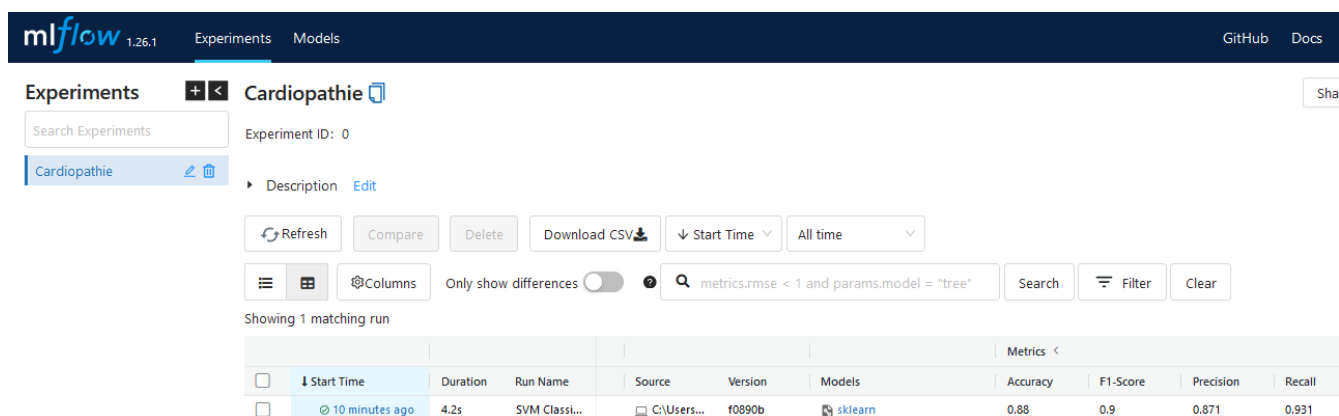 mlflow 1.26.1 Experiments Models GitHub Docs
Experiments + < Cardiopathie Sha
Search Experiments
Experiment ID: 0
Cardiopathie
Description Edit
Refresh Compare Delete Download CSV Start Time All time
Columns Only show differences ? metrics.rmse < 1 and params.model = "tree" Search Filter Clear
Showing 1 matching run
Metrics <
↓ Start Time Duration Run Name Source Version Models Accuracy F1-Score Precision Recall
10 minutes ago 4.2s SVM Classi... C:\Users... f0890b sklearn 0.88 0.9 0.871 0.931